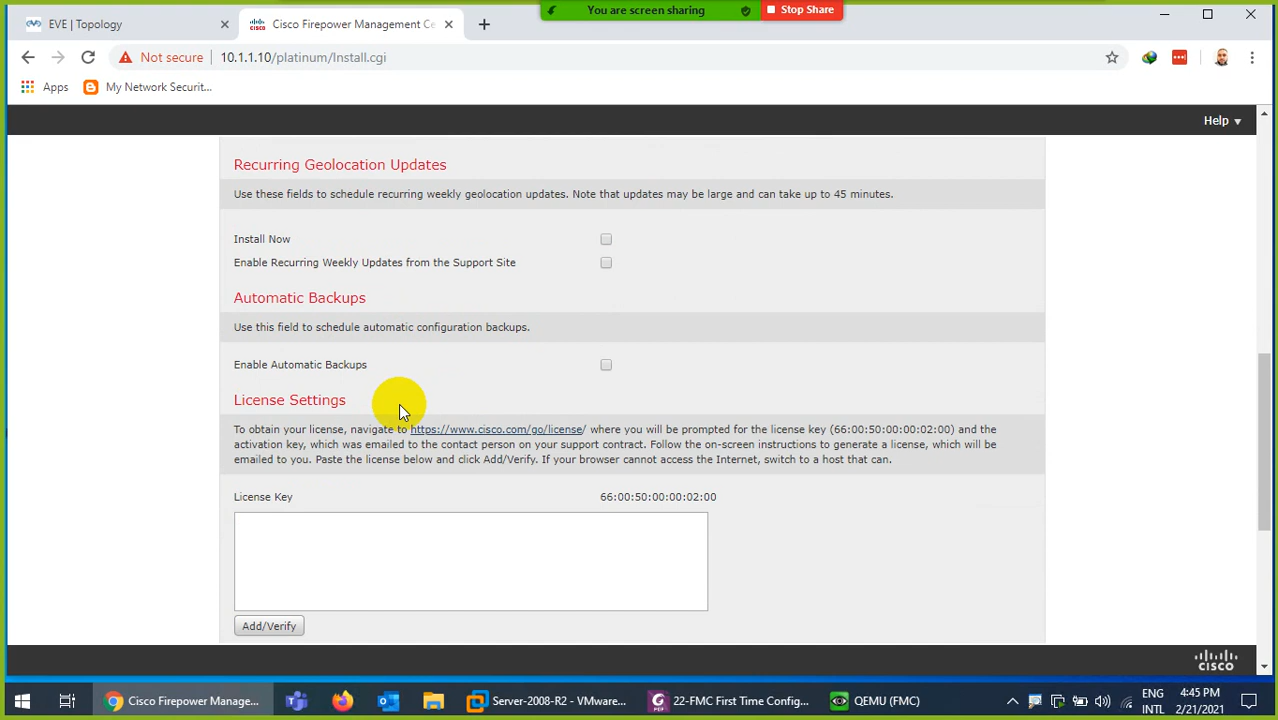 You are screen sharing
Stop Share
EVE | Topology
Cisco Firepower Management Ce
Not secure
10.1.1.10/platinum/Install.cgi
Apps
My Network Securit...
Help
Recurring Geolocation Updates
Use these fields to schedule recurring weekly geolocation updates. Note that updates may be large and can take up to 45 minutes.
Install Now
Enable Recurring Weekly Updates from the Support Site
Automatic Backups
Use this field to schedule automatic configuration backups.
Enable Automatic Backups
License Settings
To obtain your license, navigate to https://www.cisco.com/go/license/ where you will be prompted for the license key (66:00:50:00:00:02:00) and the
activation key, which was emailed to the contact person on your support contract. Follow the on-screen instructions to generate a license, which will be
emailed to you. Paste the license below and click Add/Verify. If your browser cannot access the Internet, switch to a host that can.
License Key 66:00:50:00:00:02:00
Add/Verify
cisco
Cisco Firepower Manage...
Server-2008-R2 - VMware...
22-FMC First Time Config...
QEMU (FMC)
ENG
INTL
4:45 PM
2/21/2021